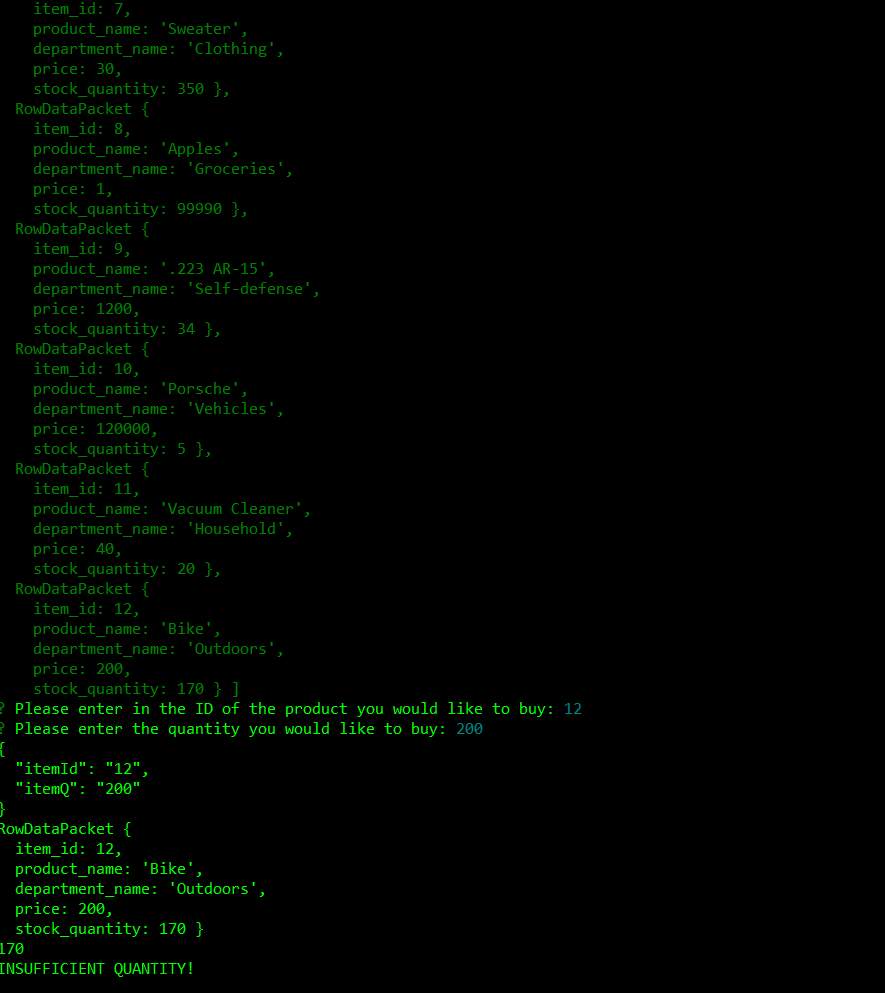 item_id: 7,
product_name: 'Sweater',
department_name: 'Clothing',
price: 30,
stock_quantity: 350 },
RowDataPacket {
item_id: 8,
product_name: 'Apples',
department_name: 'Groceries',
price: 1,
stock_quantity: 99990 },
RowDataPacket {
item_id: 9,
product_name: '.223 AR-15',
department_name: 'Self-defense',
price: 1200,
stock_quantity: 34 },
RowDataPacket {
item_id: 10,
product_name: 'Porsche',
department_name: 'Vehicles',
price: 120000,
stock_quantity: 5 },
RowDataPacket {
item_id: 11,
product_name: 'Vacuum Cleaner',
department_name: 'Household',
price: 40,
stock_quantity: 20 },
RowDataPacket {
item_id: 12,
product_name: 'Bike',
department_name: 'Outdoors',
price: 200,
stock_quantity: 170 } ]
? Please enter in the ID of the product you would like to buy: 12
? Please enter the quantity you would like to buy: 200
{
"itemId": "12",
"itemQ": "200"
}
RowDataPacket {
item_id: 12,
product_name: 'Bike',
department_name: 'Outdoors',
price: 200,
stock_quantity: 170 }
170
INSUFFICIENT QUANTITY!